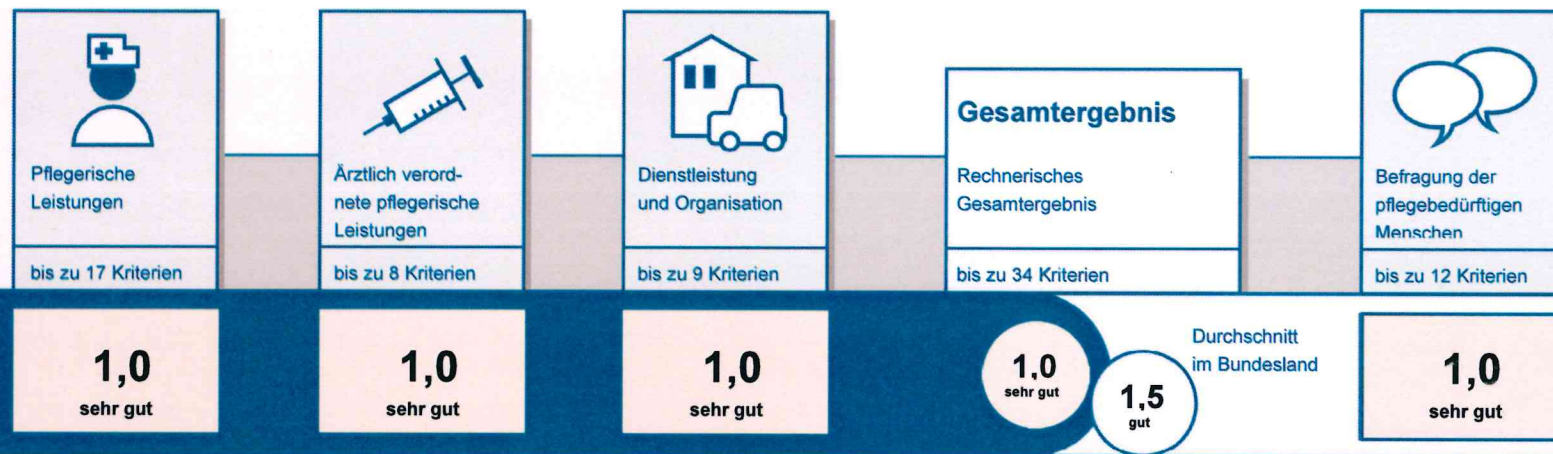 Pflegerische
Leistungen
bis zu 17 Kriterien
1,0
sehr gut
Ärztlich verord-
nete pflegerische
Leistungen
bis zu 8 Kriterien
1,0
sehr gut
Dienstleistung
und Organisation
bis zu 9 Kriterien
1,0
sehr gut
Gesamtergebnis
Rechnerisches
Gesamtergebnis
bis zu 34 Kriterien
1,0
sehr gut
1,5
gut
Durchschnitt
im Bundesland
Befragung der
pflegebedürftigen
Menschen
bis zu 12 Kriterien
1,0
sehr gut